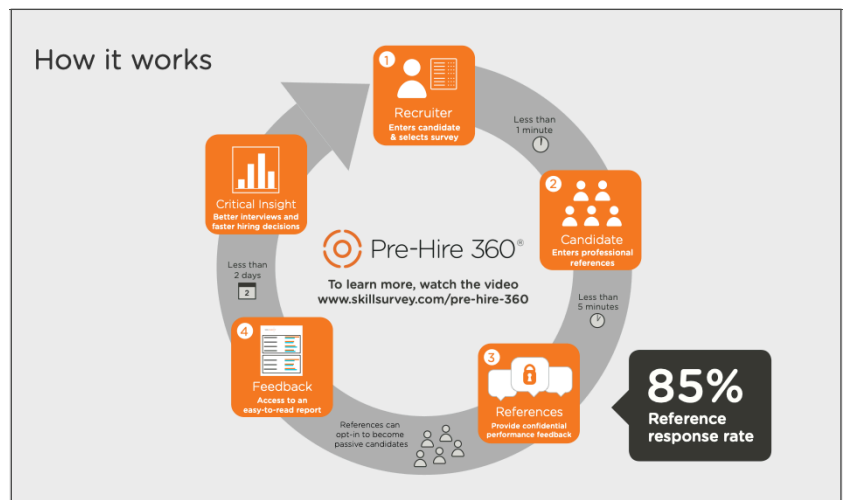 How it works
1
Recruiter
Enters candidate
& selects survey
Less than
1 minute
2
Candidate
Enters professional
references
Less than
5 minutes
3
References
Provide confidential
performance feedback
85%
Reference
response rate
References can
opt-in to become
passive candidates
4
Feedback
Access to an
easy-to-read report
Less than
2 days
2
Critical Insight
Better interviews and
faster hiring decisions
Pre-Hire 360®
To learn more, watch the video
www.skillsurvey.com/pre-hire-360